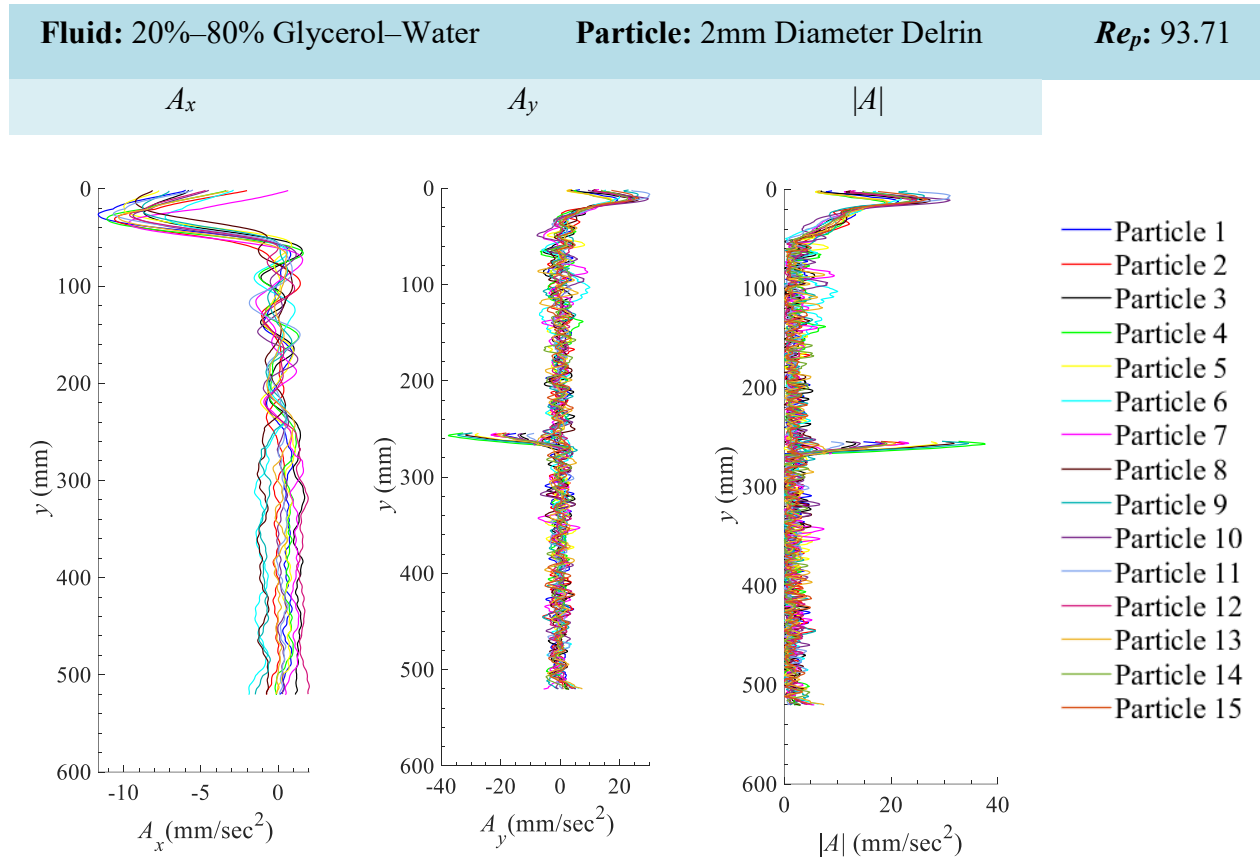 Fluid: 20%–80% Glycerol–Water Particle: 2mm Diameter Delrin Rep: 93.71
Ax Ay |A|
0
100
200
300
400
500
600
y (mm)
-10 -5 0
Ax(mm/sec2)
0
100
200
300
400
500
600
y (mm)
-40 -20 0 20
Ay(mm/sec2)
0
100
200
300
400
500
600
y (mm)
0 20 40
|A| (mm/sec2)
Particle 1
Particle 2
Particle 3
Particle 4
Particle 5
Particle 6
Particle 7
Particle 8
Particle 9
Particle 10
Particle 11
Particle 12
Particle 13
Particle 14
Particle 15